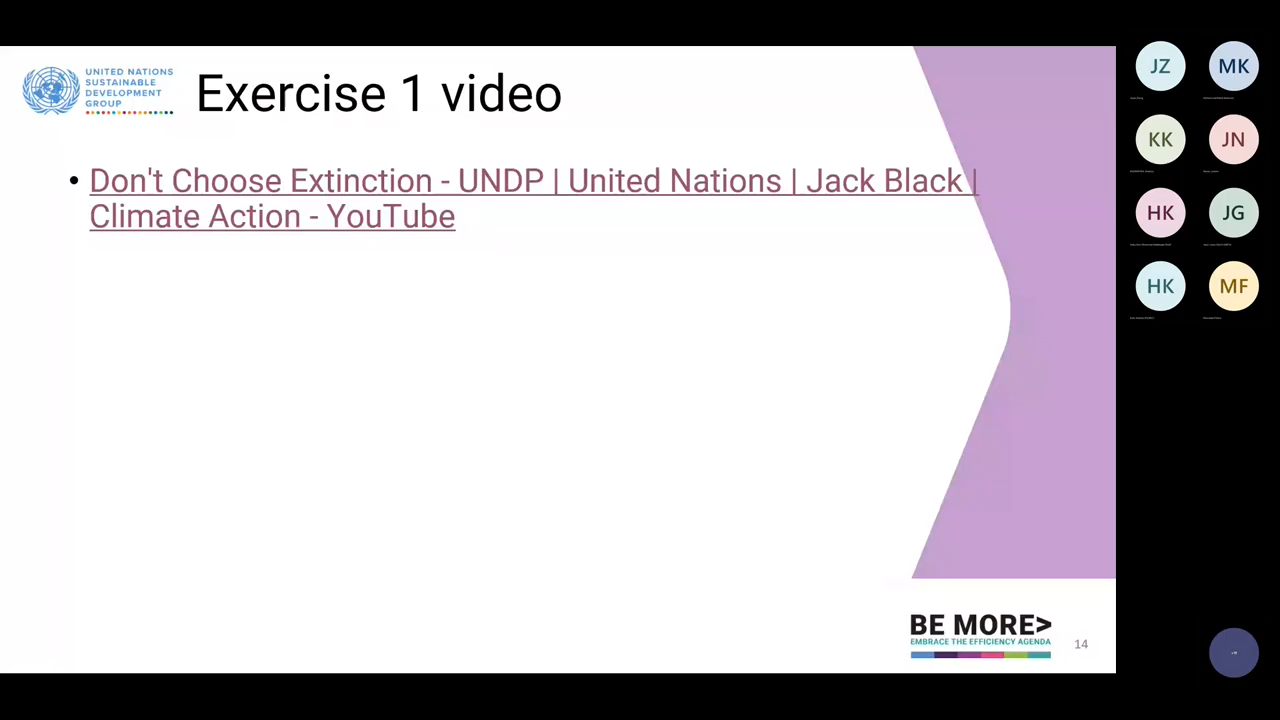 UNITED NATIONS
SUSTAINABLE
DEVELOPMENT
GROUP
Exercise 1 video
• Don't Choose Extinction - UNDP | United Nations | Jack Black |
Climate Action - YouTube
BE MORE>
EMBRACE THE EFFICIENCY AGENDA
14
JZ
MK
KK
JN
HK
JG
HK
MF